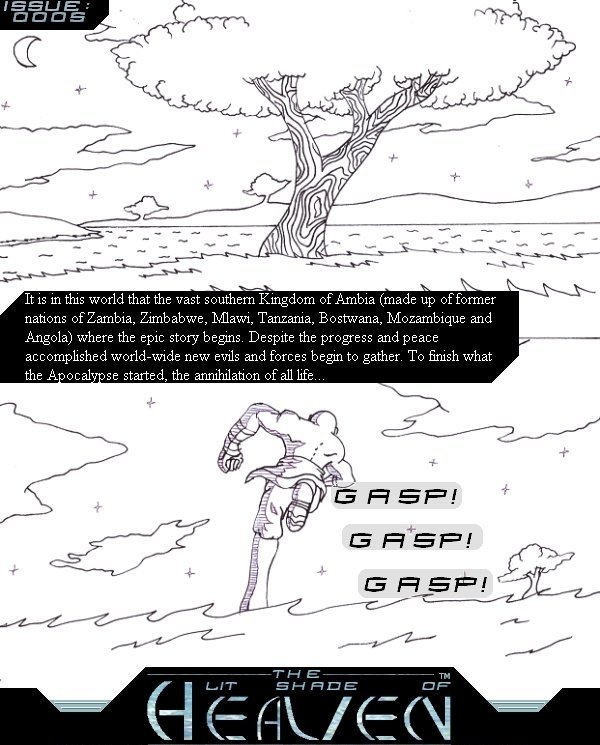 ISSUE:
0005
It is in this world that the vast southern Kingdom of Ambia (made up of former
nations of Zambia, Zimbabwe, Mlawi, Tanzania, Bostwana, Mozambique and
Angola) where the epic story begins. Despite the progress and peace
accomplished world-wide new evils and forces begin to gather. To finish what
the Apocalypse started, the annihilation of all life...
GASP!
GASP!
GASP!
THE
LIT SHADE OF
HEAVEN™